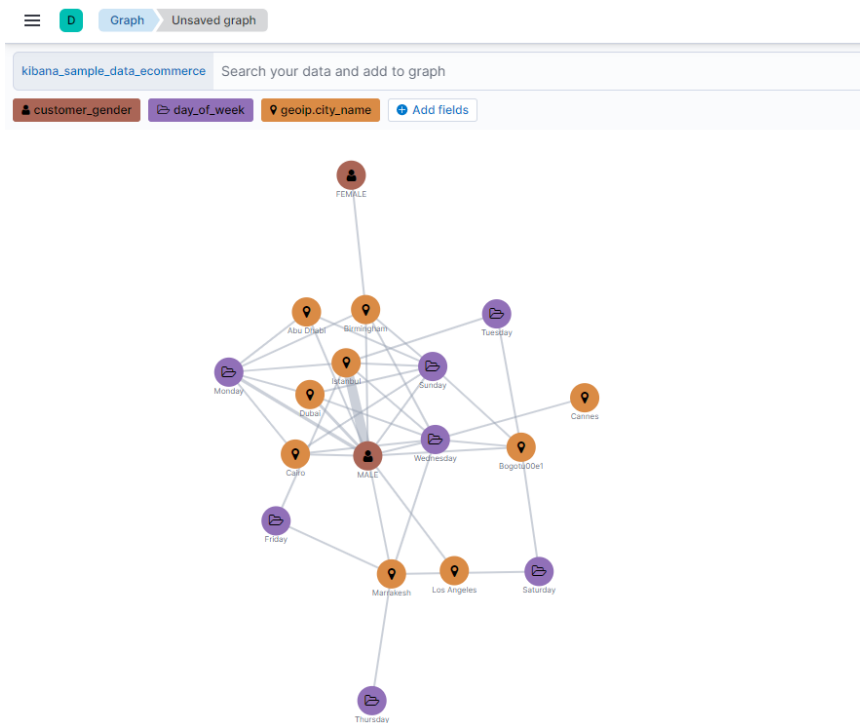 D Graph Unsaved graph
kibana_sample_data_ecommerce Search your data and add to graph
customer_gender day_of_week geoip.city_name Add fields
FEMALE
Abu Dhabi Birmingham Tuesday
Istanbul Sunday
Monday
Dubai Cannes
Wednesday
Cairo MALE Bogotu00e1
Friday
Marrakesh Los Angeles Saturday
Thursday